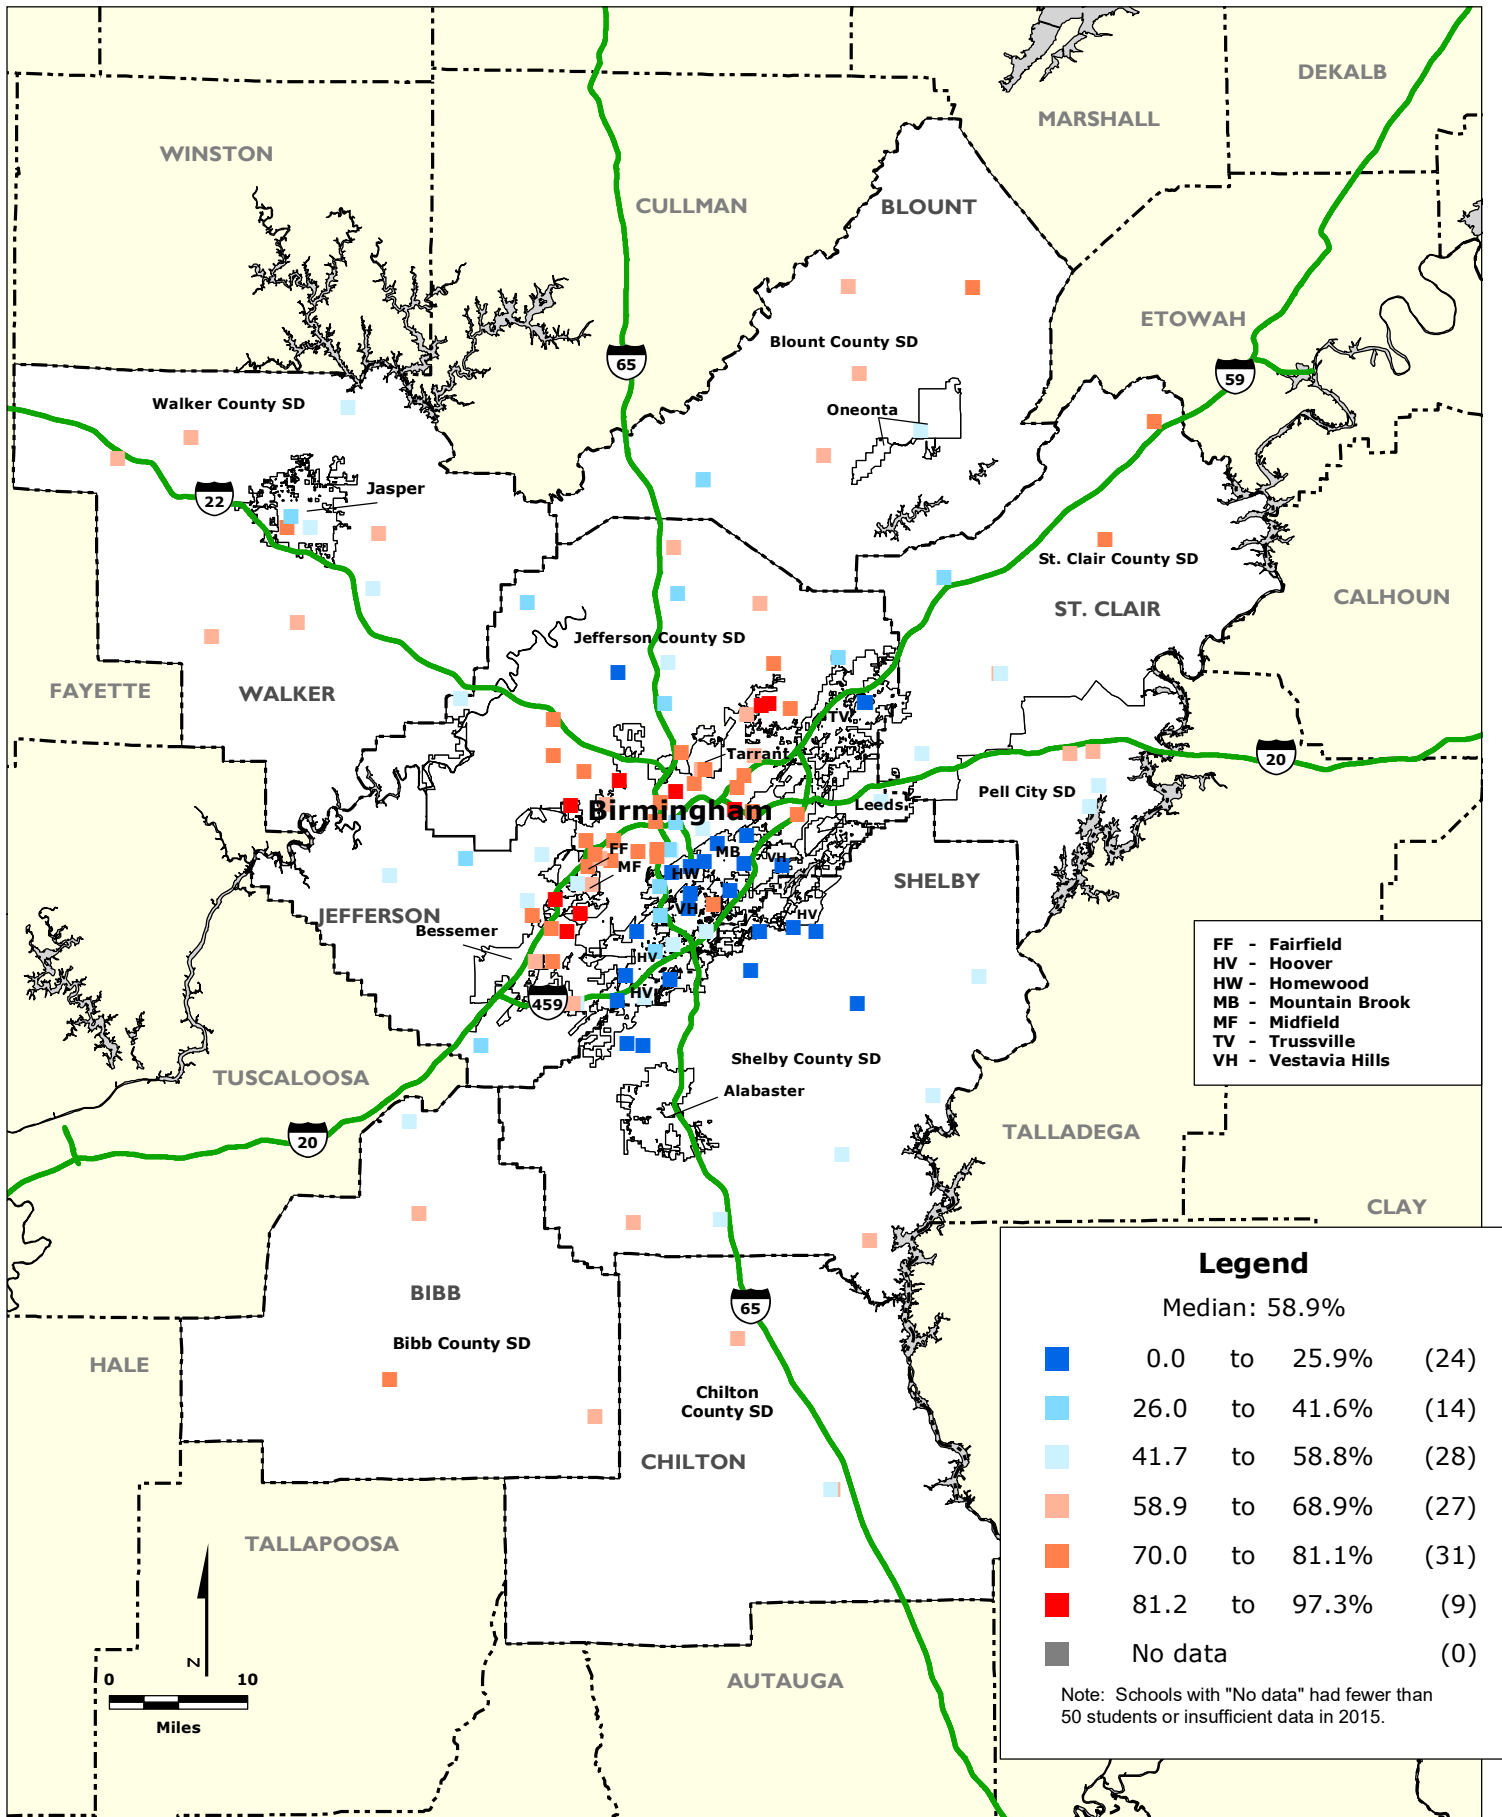 DEKALB
MARSHALL
WINSTON
CULLMAN
BLOUNT
ETOWAH
Blount County SD
65
59
Walker County SD
Oneonta
Jasper
22
St. Clair County SD
CALHOUN
ST. CLAIR
Jefferson County SD
FAYETTE
WALKER
TV
Tarrant
20
Pell City SD
Leeds
Birmingham
FF
MB
VH
MF
HW
SHELBY
VH
HV
JEFFERSON
Bessemer
HV
HV
459
FF - Fairfield
HV - Hoover
HW - Homewood
MB - Mountain Brook
MF - Midfield
TV - Trussville
VH - Vestavia Hills
Shelby County SD
TUSCALOOSA
Alabaster
20
TALLADEGA
CLAY
BIBB
65
Bibb County SD
HALE
Chilton
County SD
CHILTON
TALLAPOOSA
AUTAUGA
N
0 10
Miles
Legend
Median: 58.9%
0.0 to 25.9% (24)
26.0 to 41.6% (14)
41.7 to 58.8% (28)
58.9 to 68.9% (27)
70.0 to 81.1% (31)
81.2 to 97.3% (9)
No data (0)
Note: Schools with "No data" had fewer than
50 students or insufficient data in 2015.